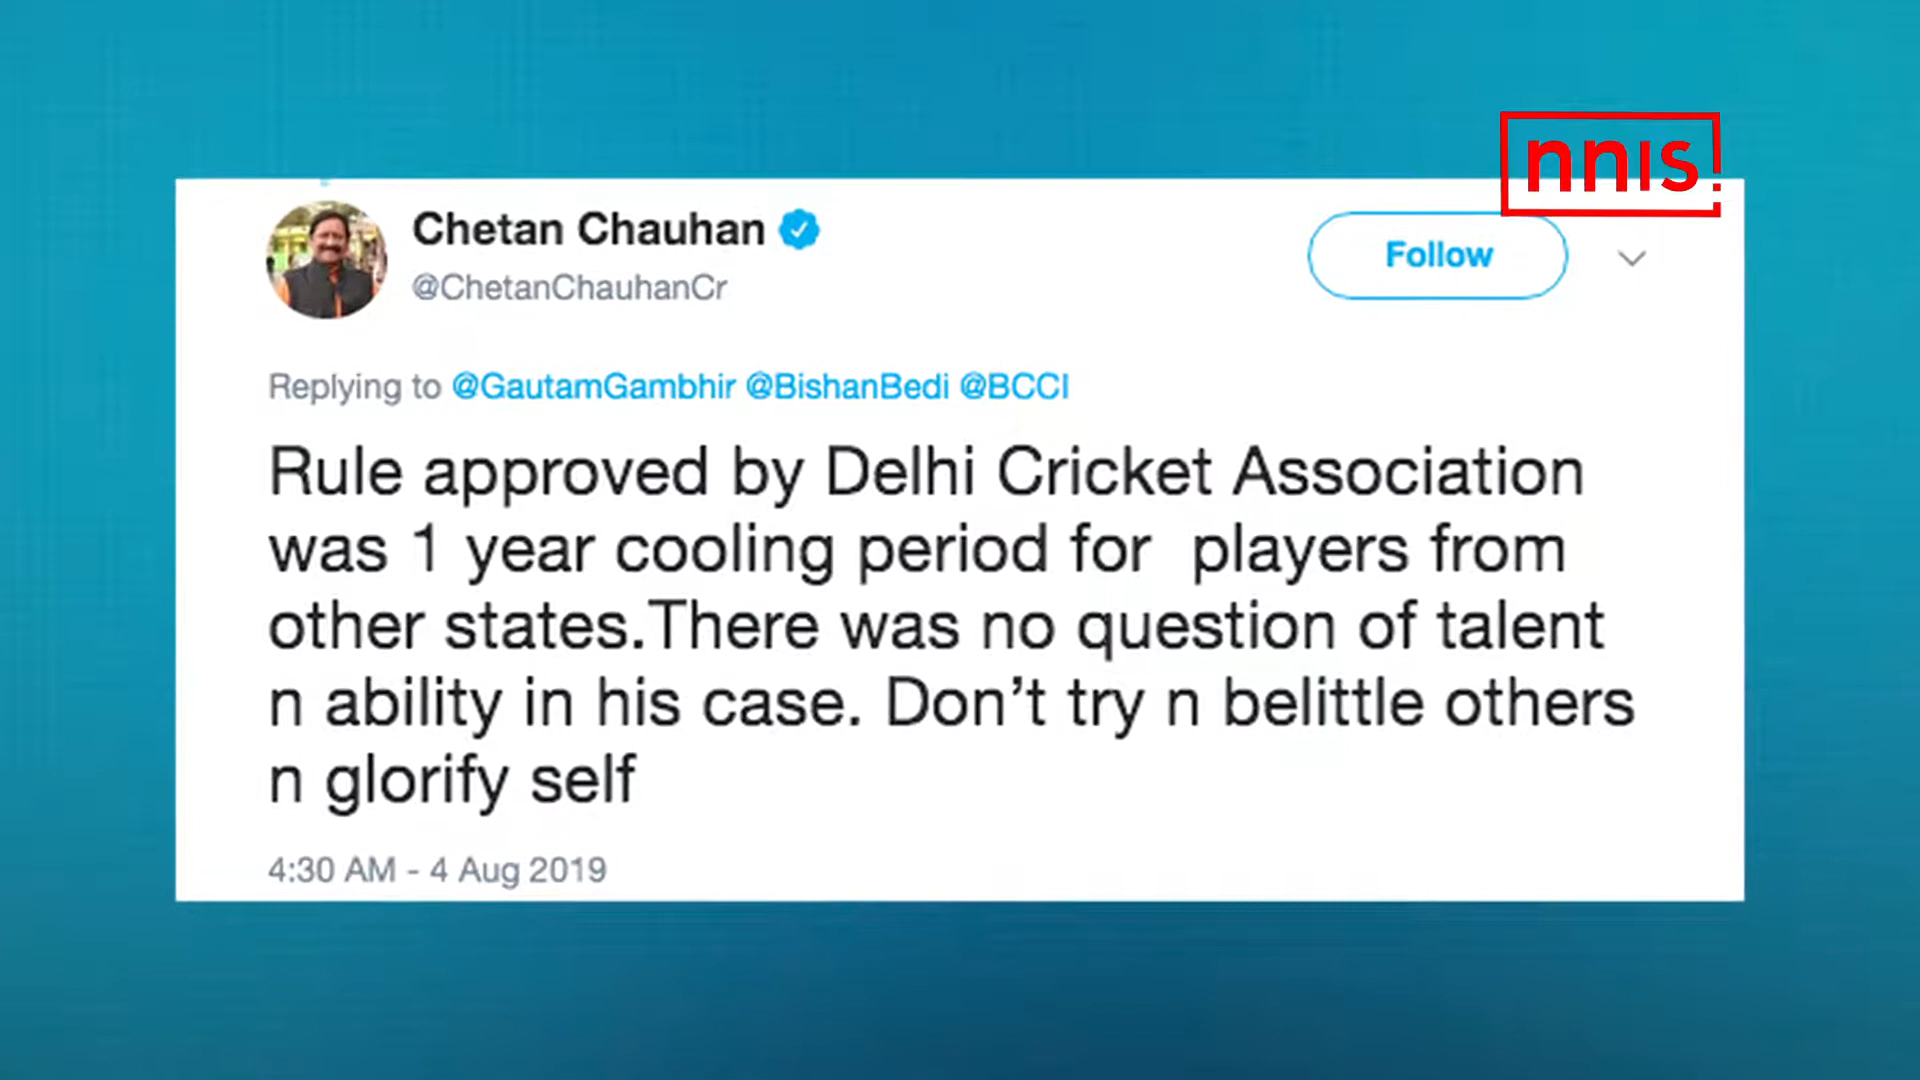 nnis
Chetan Chauhan
@ChetanChauhanCr
Follow
Replying to @GautamGambhir @BishanBedi @BCCI
Rule approved by Delhi Cricket Association
was 1 year cooling period for  players from
other states.There was no question of talent
n ability in his case. Don’t try n belittle others
n glorify self
4:30 AM - 4 Aug 2019